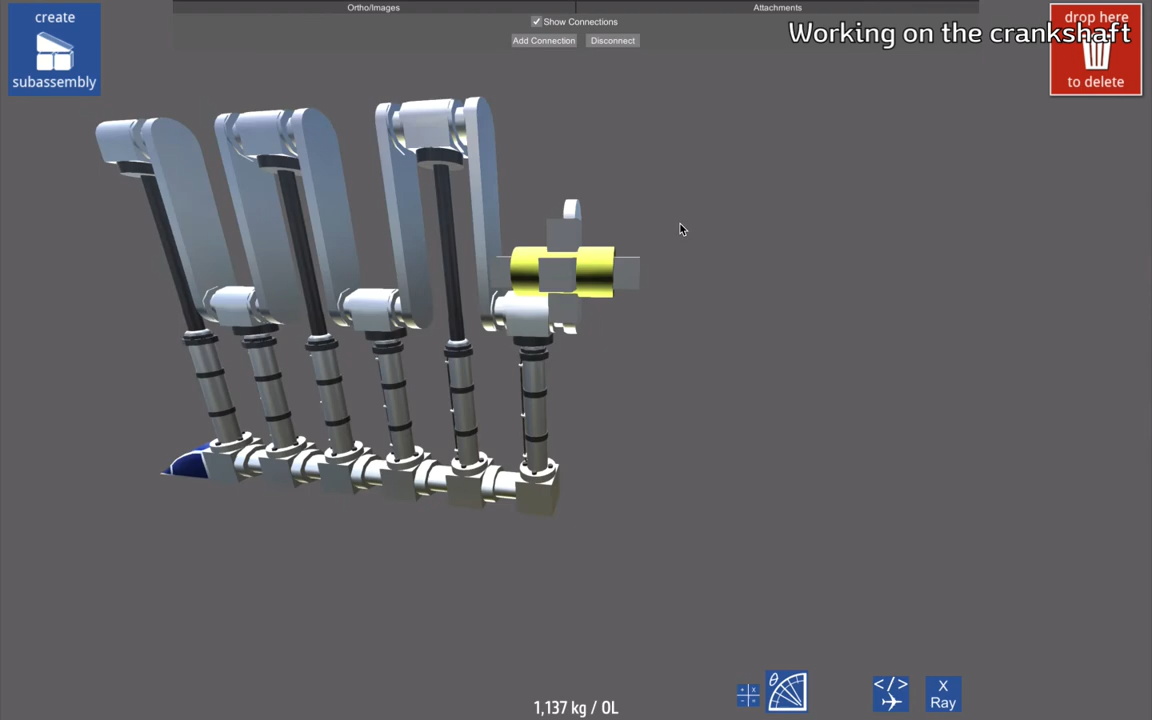 Ortho/Images
Attachments
create
subassembly
Show Connections
Add Connection
Disconnect
Working on the crankshaft
drop here
to delete
1,137 kg / OL
θ
</>
X
Ray